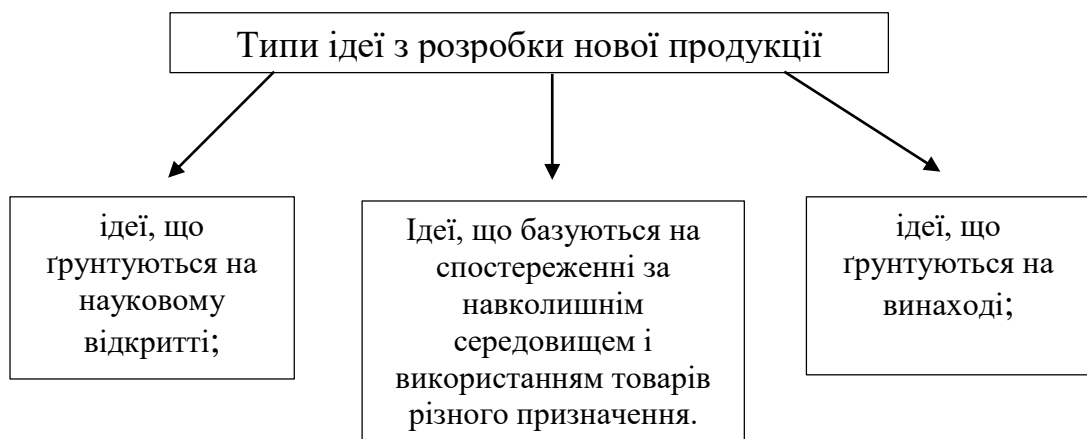 Типи ідеї з розробки нової продукції
ідеї, що
ґрунтуються на
науковому
відкритті;
Ідеї, що базуються на
спостереженні за
навколишнім
середовищем і
використанням товарів
різного призначення.
ідеї, що
ґрунтуються на
винаході;